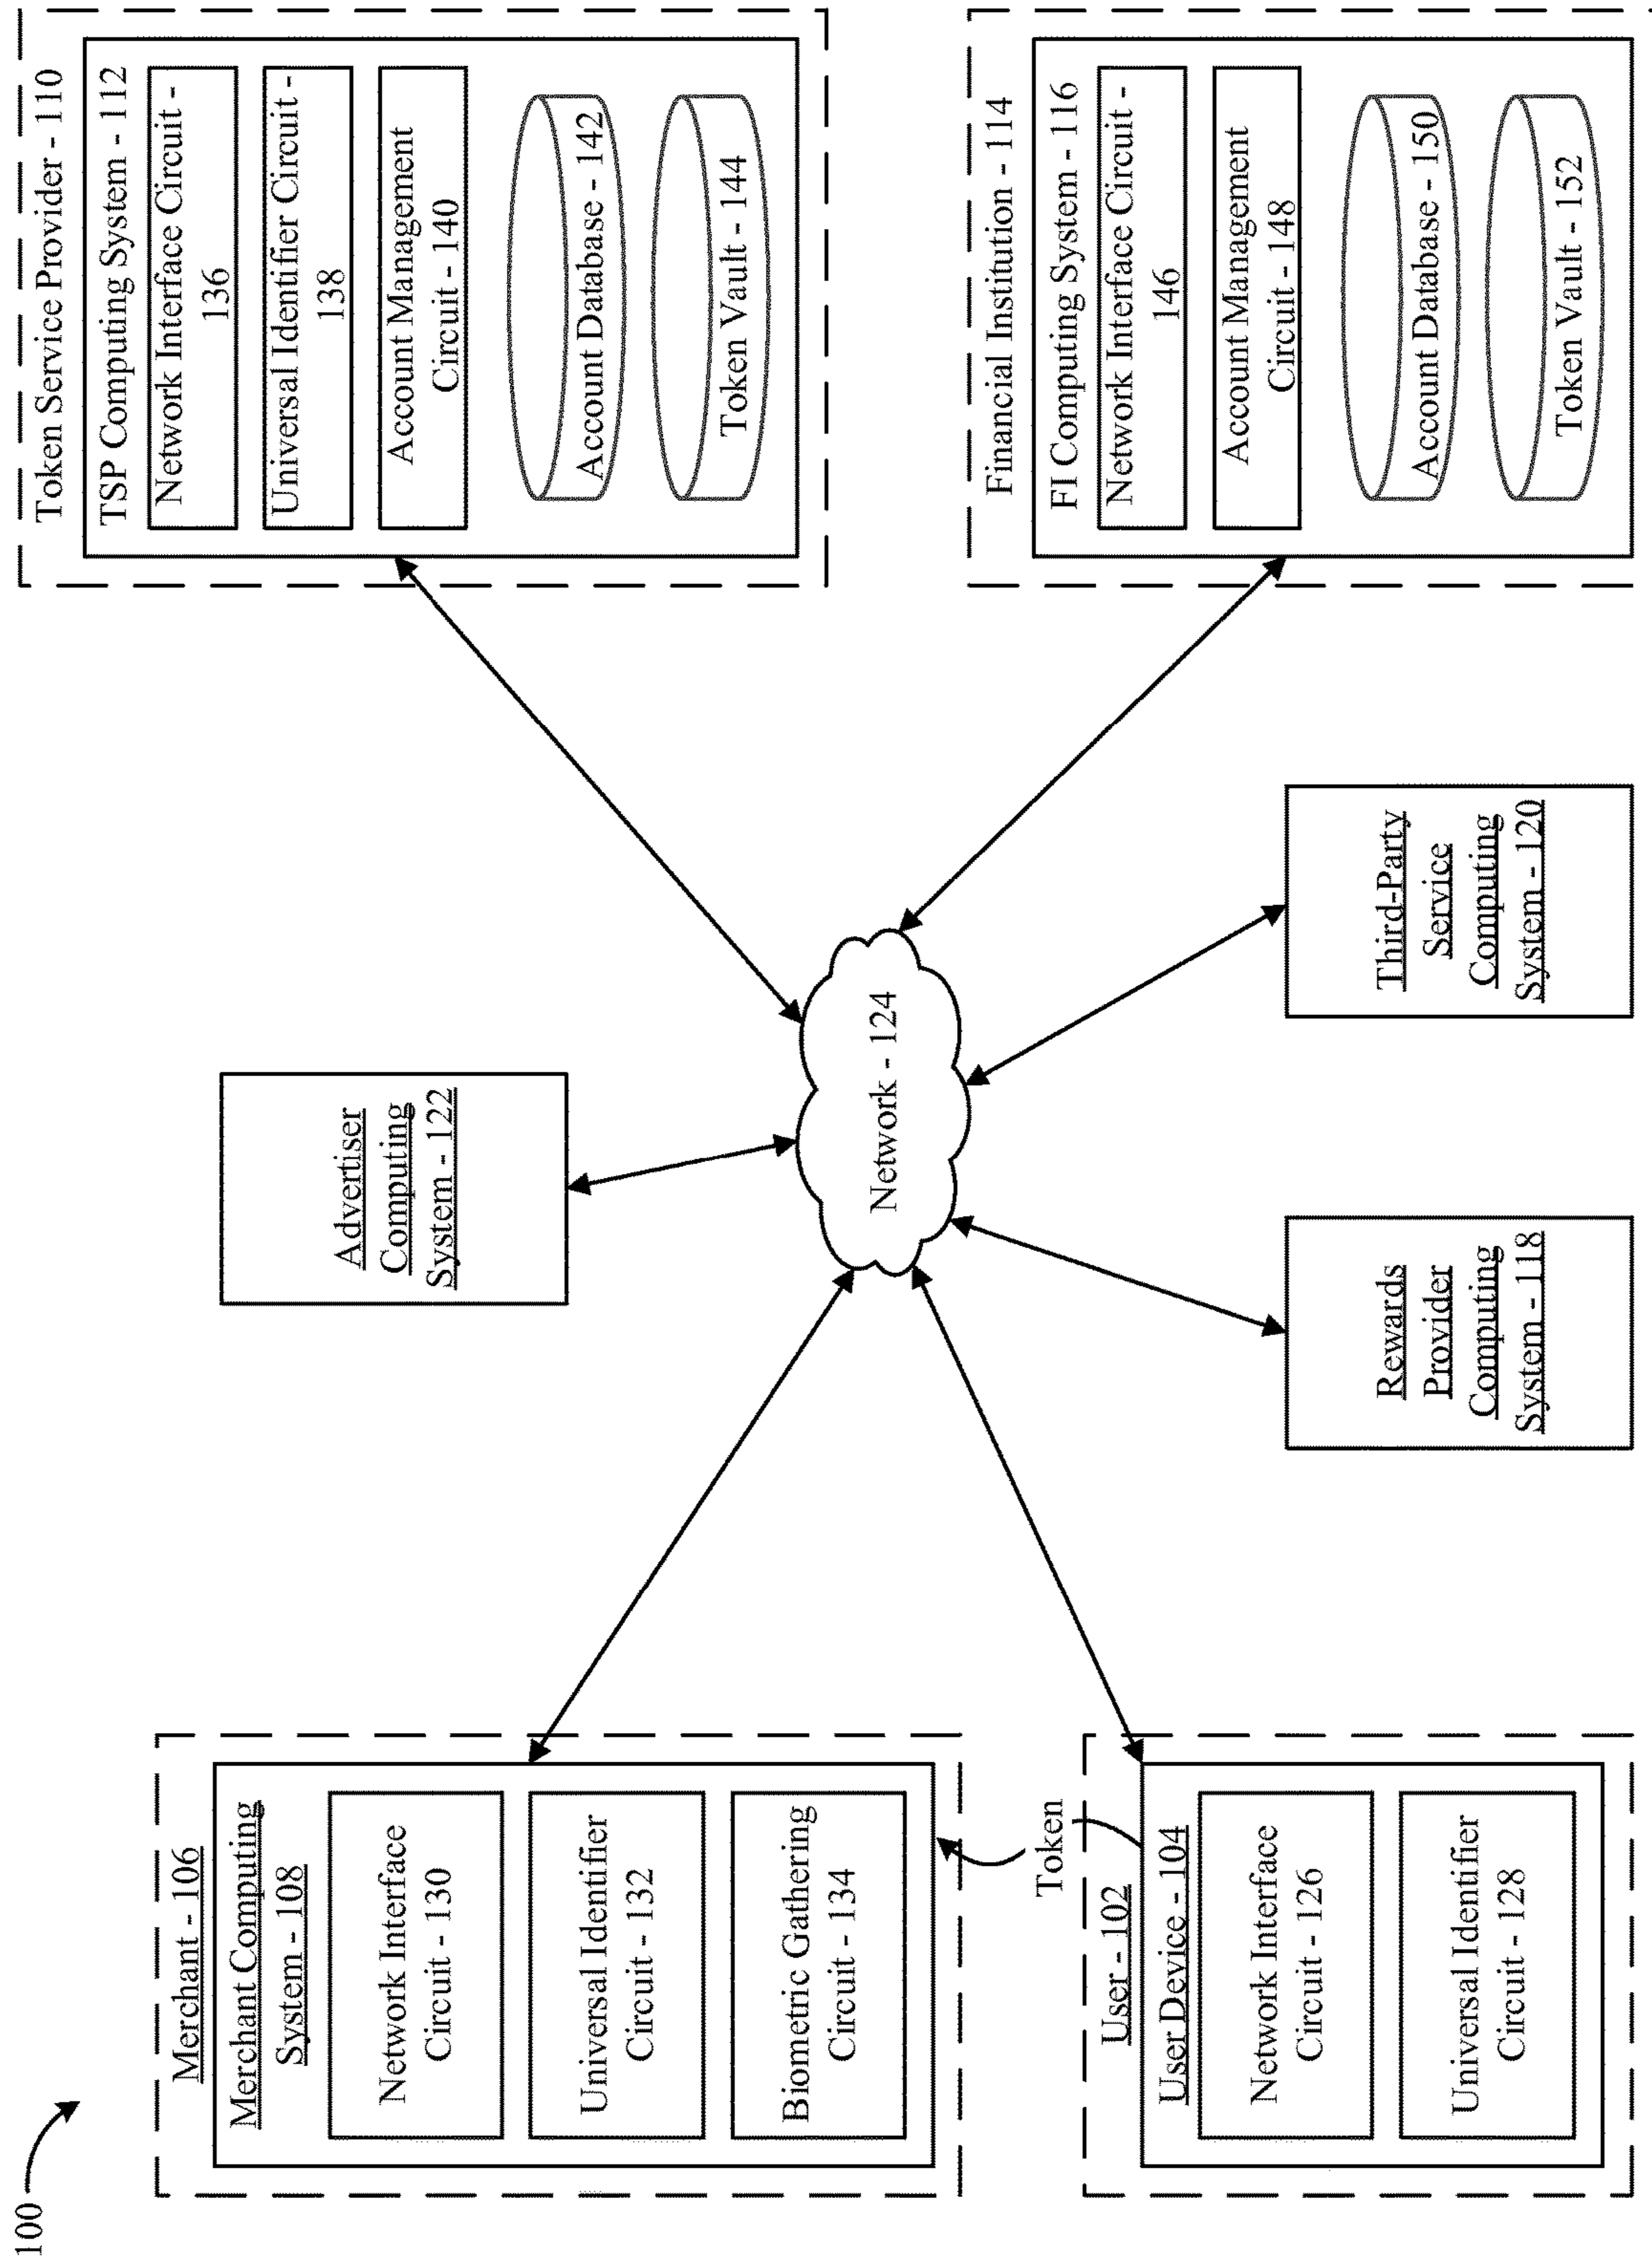 100
Merchant - 106
Merchant Computing
System - 108
Network Interface
Circuit - 130
Universal Identifier
Circuit - 132
Biometric Gathering
Circuit - 134
Token
User - 102
User Device - 104
Network Interface
Circuit - 126
Universal Identifier
Circuit - 128
Advertiser
Computing
System - 122
Network - 124
Rewards
Provider
Computing
System - 118
Third-Party
Service
Computing
System - 120
Token Service Provider - 110
TSP Computing System - 112
Network Interface Circuit -
136
Universal Identifier Circuit -
138
Account Management
Circuit - 140
Account Database - 142
Token Vault - 144
Financial Institution - 114
FI Computing System - 116
Network Interface Circuit -
146
Account Management
Circuit - 148
Account Database - 150
Token Vault - 152